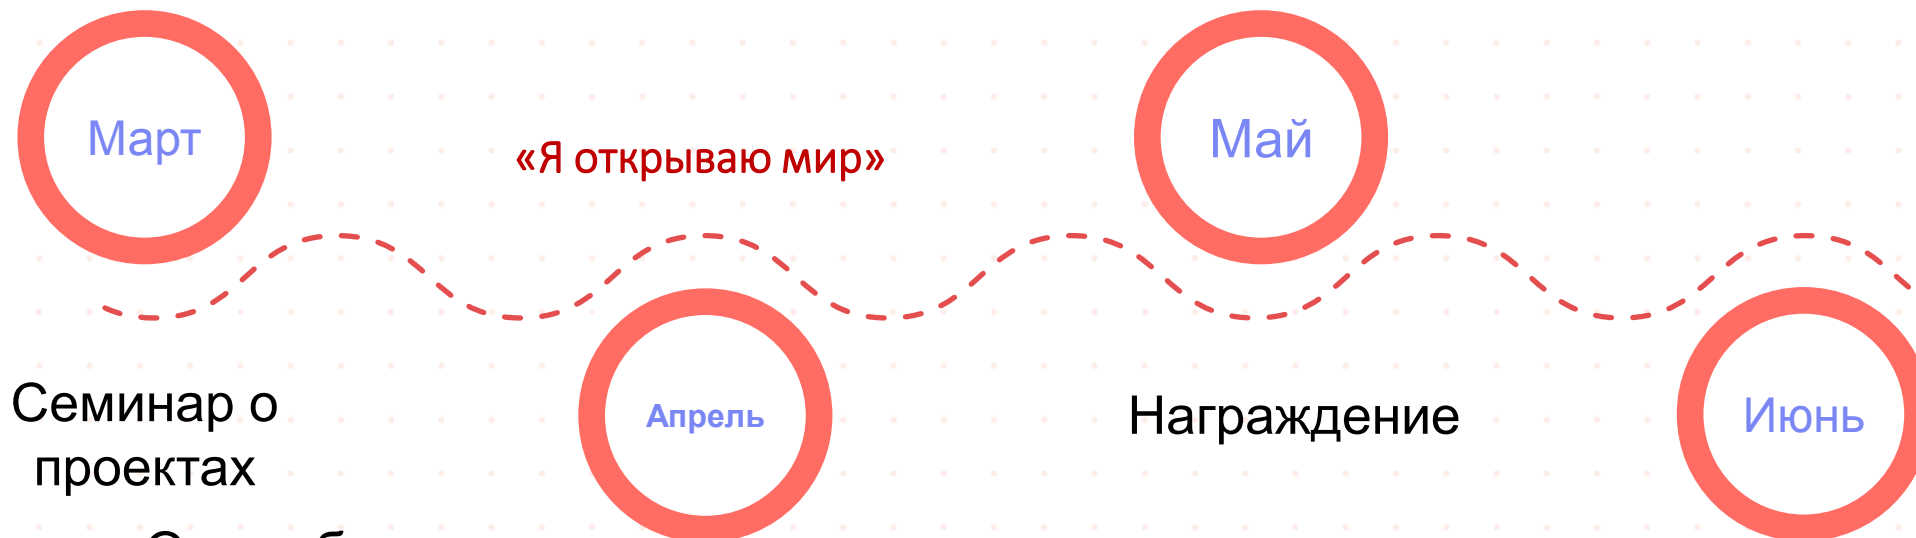 Март
«Я открываю мир»
Май
Апрель
Июнь
Семинар о
проектах
Награждение